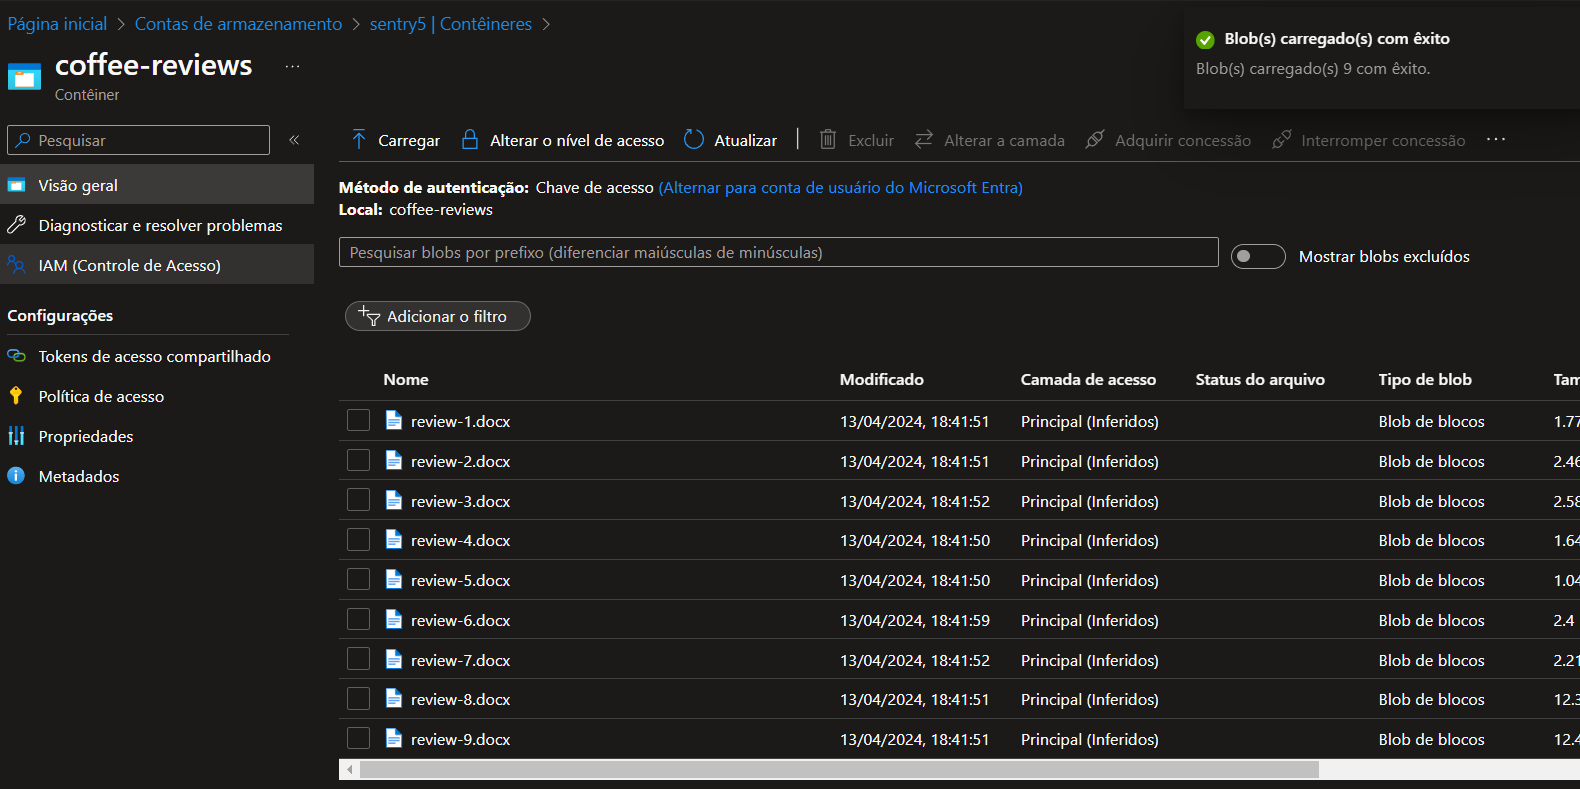 Página inicial > Contas de armazenamento > sentry5 | Contêineres >
Blob(s) carregado(s) com êxito
Blob(s) carregado(s) 9 com êxito.
coffee-reviews ...
Contêiner
Pesquisar «
Carregar Alterar o nível de acesso Atualizar | Excluir Alterar a camada Adquirir concessão Interromper concessão ...
Visão geral
Diagnosticar e resolver problemas
IAM (Controle de Acesso)
Configurações
Tokens de acesso compartilhado
Política de acesso
Propriedades
Metadados
Método de autenticação: Chave de acesso (Alternar para conta de usuário do Microsoft Entra)
Local: coffee-reviews
Pesquisar blobs por prefixo (diferenciar maiúsculas de minúsculas)
Mostrar blobs excluídos
Adicionar o filtro
Nome Modificado Camada de acesso Status do arquivo Tipo de blob Tam
review-1.docx 13/04/2024, 18:41:51 Principal (Inferidos) Blob de blocos 1.77
review-2.docx 13/04/2024, 18:41:51 Principal (Inferidos) Blob de blocos 2.46
review-3.docx 13/04/2024, 18:41:52 Principal (Inferidos) Blob de blocos 2.58
review-4.docx 13/04/2024, 18:41:50 Principal (Inferidos) Blob de blocos 1.64
review-5.docx 13/04/2024, 18:41:50 Principal (Inferidos) Blob de blocos 1.04
review-6.docx 13/04/2024, 18:41:59 Principal (Inferidos) Blob de blocos 2.4
review-7.docx 13/04/2024, 18:41:52 Principal (Inferidos) Blob de blocos 2.21
review-8.docx 13/04/2024, 18:41:51 Principal (Inferidos) Blob de blocos 12.3
review-9.docx 13/04/2024, 18:41:51 Principal (Inferidos) Blob de blocos 12.4